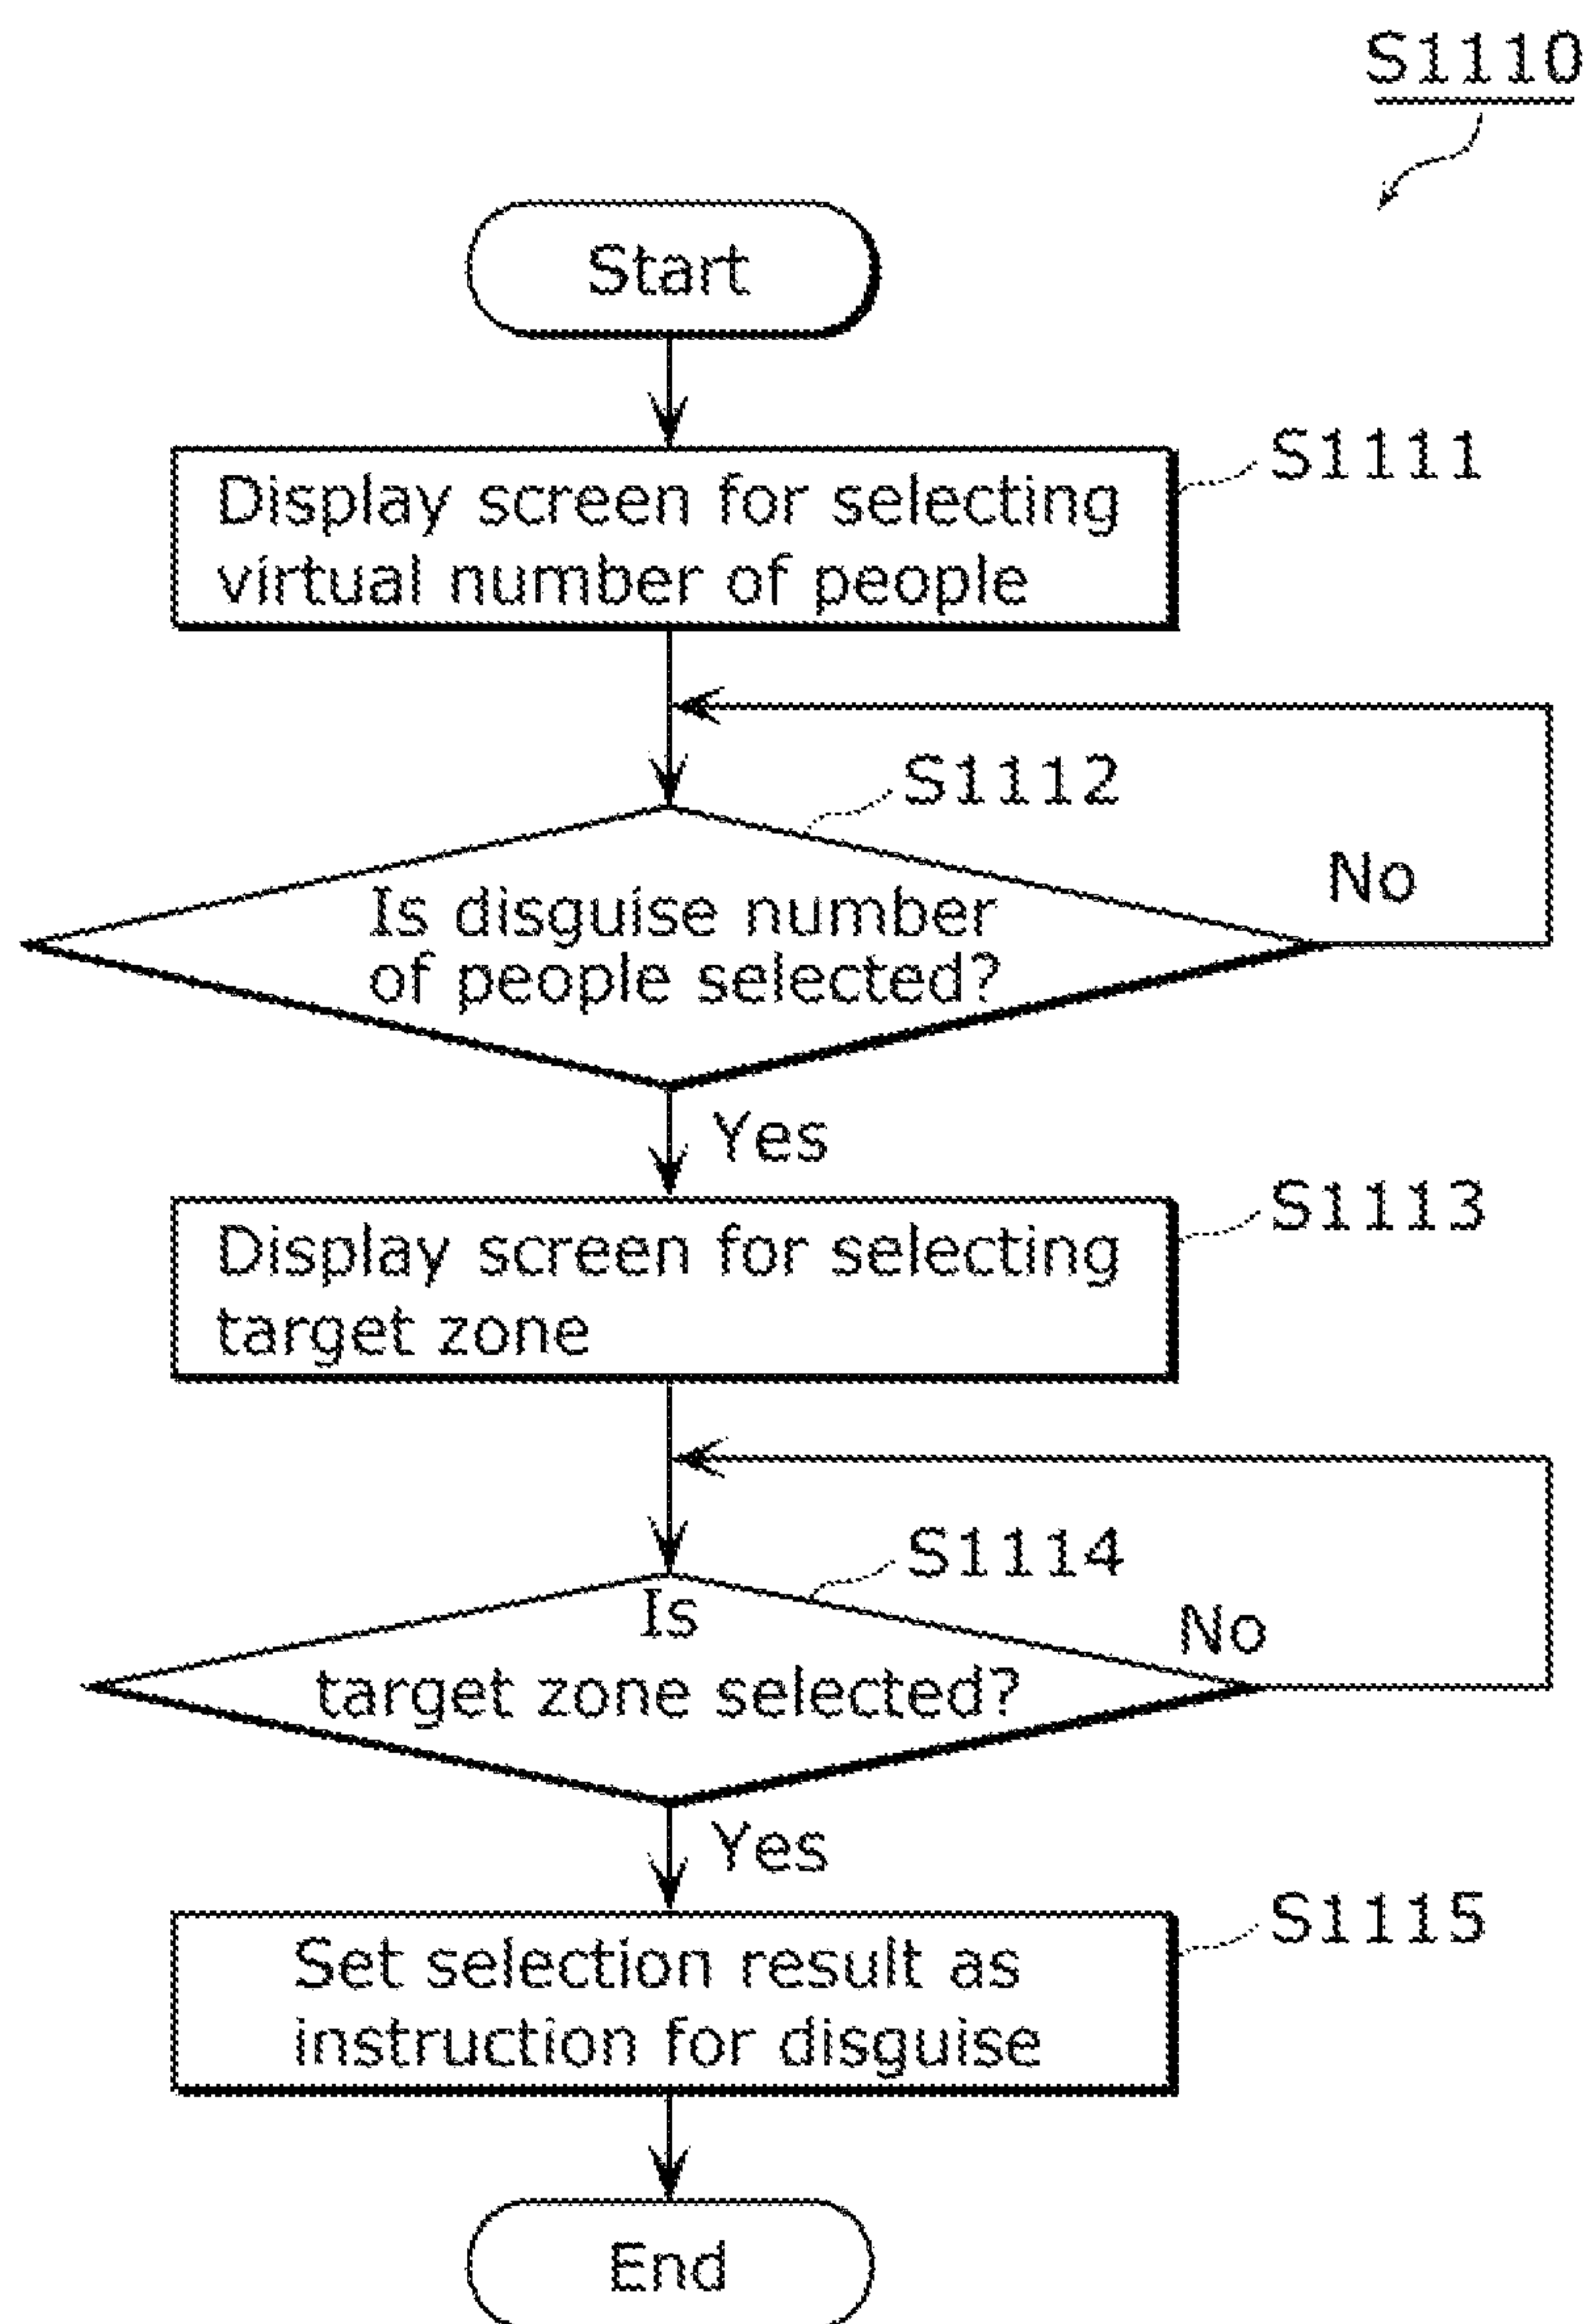 S1110
Start
Display screen for selecting
virtual number of people
S1111
S1112
Is disguise number
of people selected?
No
Yes
Display screen for selecting
target zone
S1113
S1114
Is
target zone selected?
No
Yes
Set selection result as
instruction for disguise
S1115
End